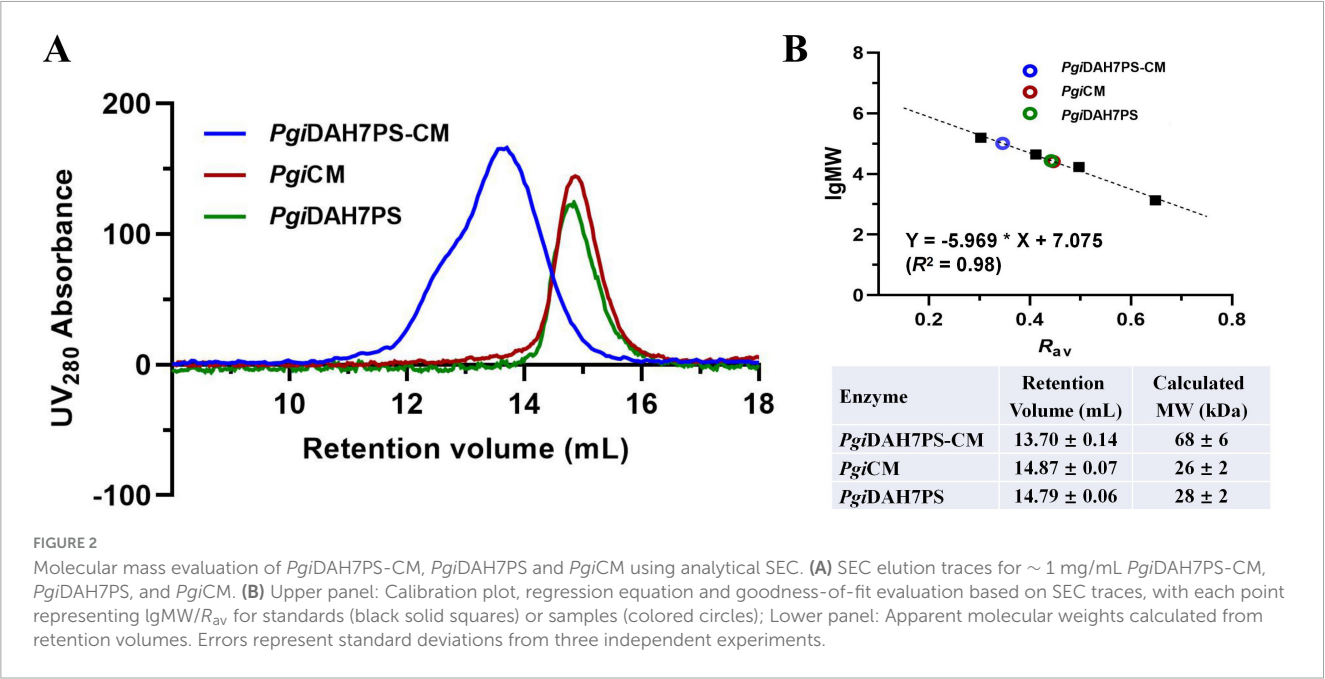 A
200
100
0
-100
UV280 Absorbance
PgiDAH7PS-CM
PgiCM
PgiDAH7PS
10 12 14 16 18
Retention volume (mL)
B
8
6
4
2
0
lgMW
PgiDAH7PS-CM
PgiCM
PgiDAH7PS
Y = -5.969 * X + 7.075
(R² = 0.98)
0.2 0.4 0.6 0.8
Rav
Enzyme Retention Volume (mL) Calculated MW (kDa)
PgiDAH7PS-CM 13.70 ± 0.14 68 ± 6
PgiCM 14.87 ± 0.07 26 ± 2
PgiDAH7PS 14.79 ± 0.06 28 ± 2
FIGURE 2
Molecular mass evaluation of PgiDAH7PS-CM, PgiDAH7PS and PgiCM using analytical SEC. (A) SEC elution traces for ∼ 1 mg/mL PgiDAH7PS-CM,
PgiDAH7PS, and PgiCM. (B) Upper panel: Calibration plot, regression equation and goodness-of-fit evaluation based on SEC traces, with each point
representing lgMW/Rav for standards (black solid squares) or samples (colored circles); Lower panel: Apparent molecular weights calculated from
retention volumes. Errors represent standard deviations from three independent experiments.